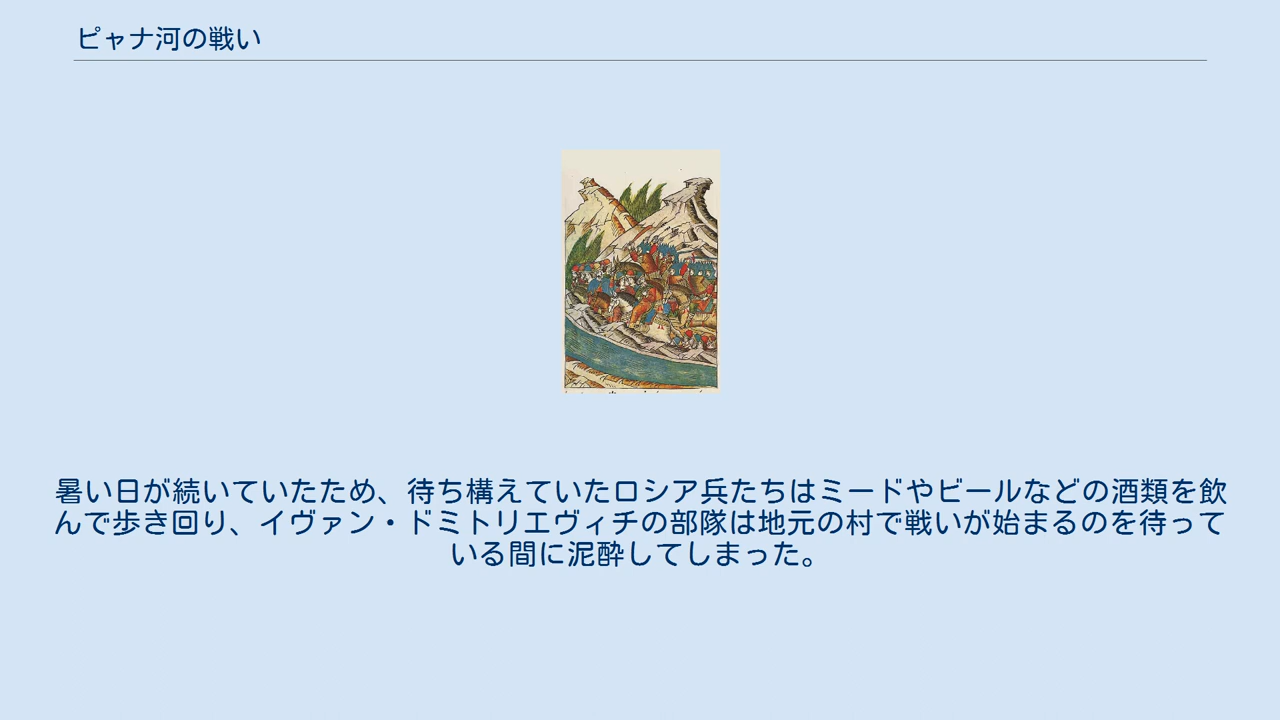 ピャナ河の戦い
暑い日が続いていたため、待ち構えていたロシア兵たちはミードやビールなどの酒類を飲
んで歩き回り、イヴァン・ドミトリエヴィチの部隊は地元の村で戦いが始まるのを待って
いる間に泥酔してしまった。